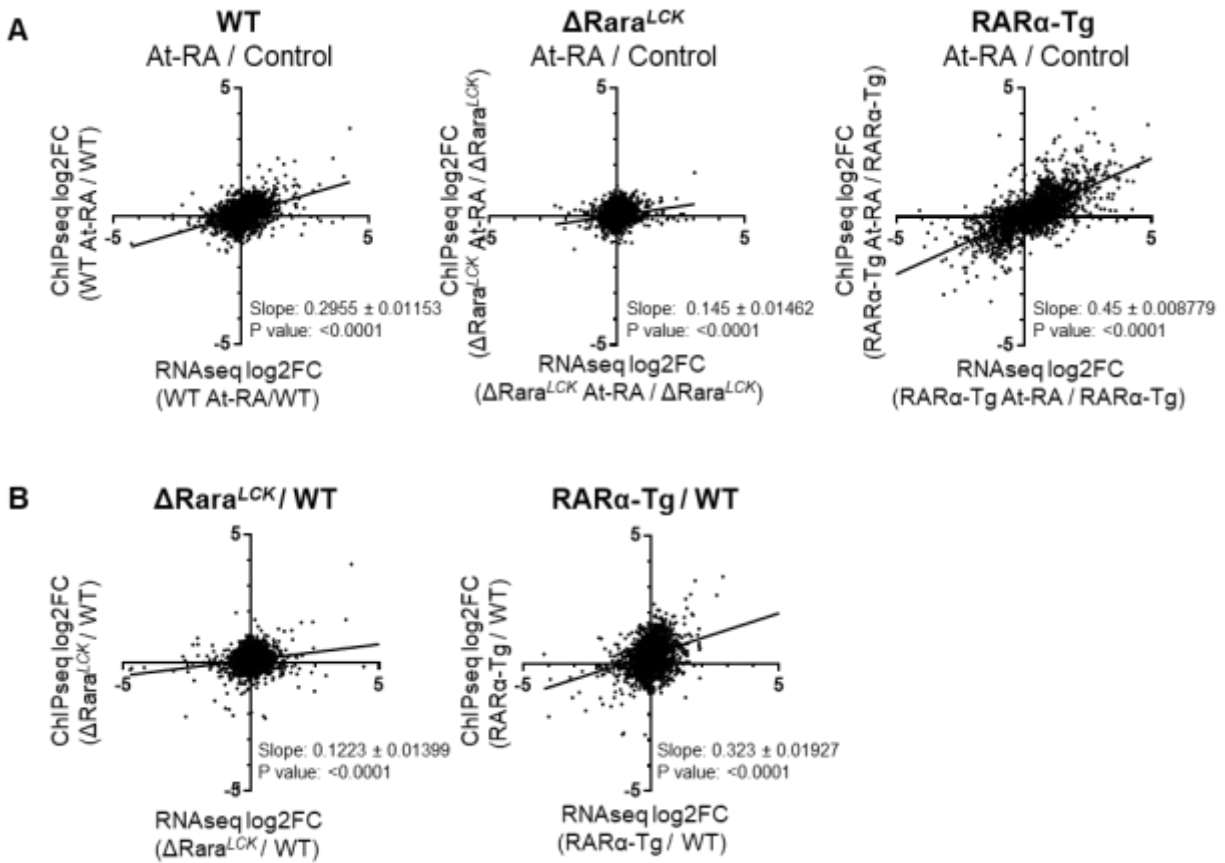 A
WT
At-RA / Control
5
-5
5
-5
ChIPseq log2FC
(WT At-RA / WT)
Slope: 0.2955 ± 0.01153
P value: <0.0001
RNAseq log2FC
(WT At-RA/WT)
ΔRara^LCK
At-RA / Control
5
-5
5
-5
ChIPseq log2FC
(ΔRara^LCK At-RA / ΔRara^LCK)
Slope: 0.145 ± 0.01462
P value: <0.0001
RNAseq log2FC
(ΔRara^LCK At-RA / ΔRara^LCK)
RARα-Tg
At-RA / Control
5
-5
5
-5
ChIPseq log2FC
(RARα-Tg At-RA / RARα-Tg)
Slope: 0.45 ± 0.008779
P value: <0.0001
RNAseq log2FC
(RARα-Tg At-RA / RARα-Tg)
B
ΔRara^LCK / WT
5
-5
5
-5
ChIPseq log2FC
(ΔRara^LCK / WT)
Slope: 0.1223 ± 0.01399
P value: <0.0001
RNAseq log2FC
(ΔRara^LCK / WT)
RARα-Tg / WT
5
-5
5
-5
ChIPseq log2FC
(RARα-Tg / WT)
Slope: 0.323 ± 0.01927
P value: <0.0001
RNAseq log2FC
(RARα-Tg / WT)